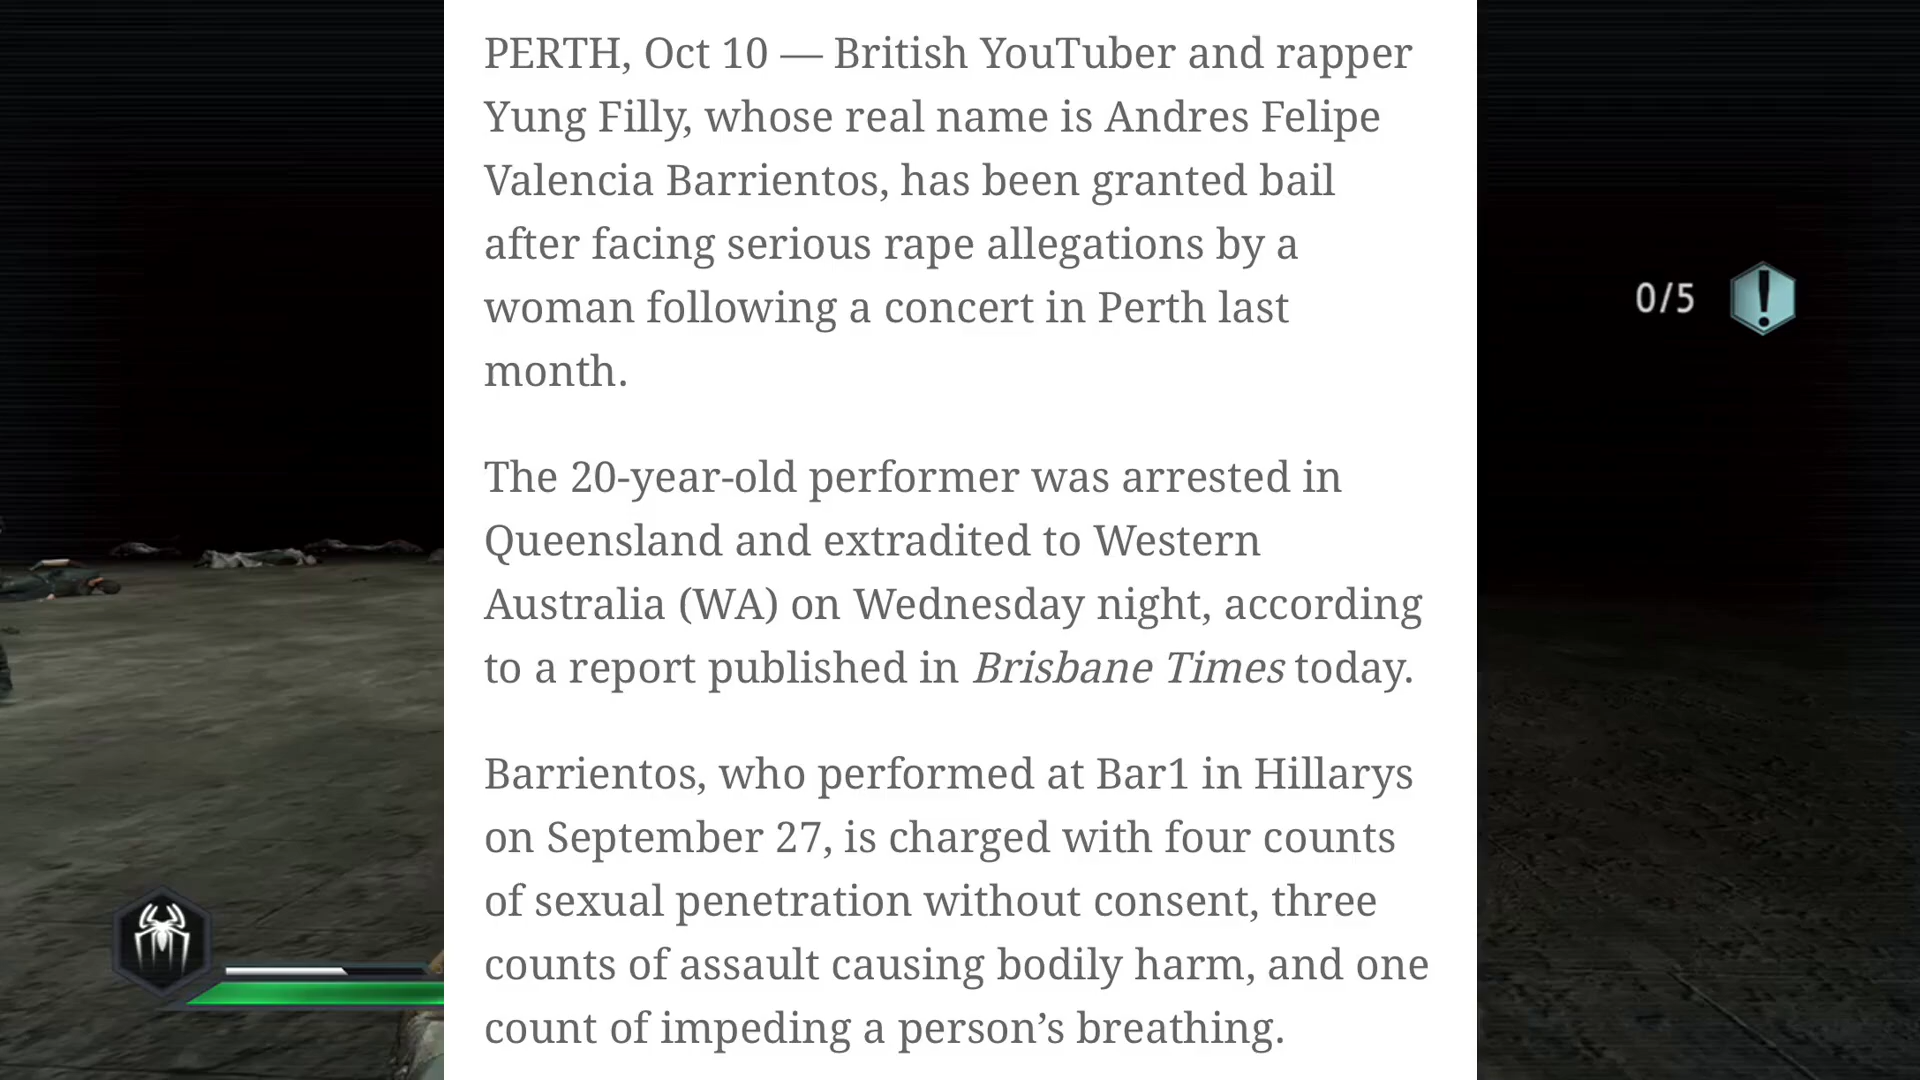 PERTH, Oct 10 — British YouTuber and rapper
Yung Filly, whose real name is Andres Felipe
Valencia Barrientos, has been granted bail
after facing serious rape allegations by a
woman following a concert in Perth last
month.
0/5
The 20-year-old performer was arrested in
Queensland and extradited to Western
Australia (WA) on Wednesday night, according
to a report published in Brisbane Times today.
Barrientos, who performed at Bar1 in Hillarys
on September 27, is charged with four counts
of sexual penetration without consent, three
counts of assault causing bodily harm, and one
count of impeding a person’s breathing.